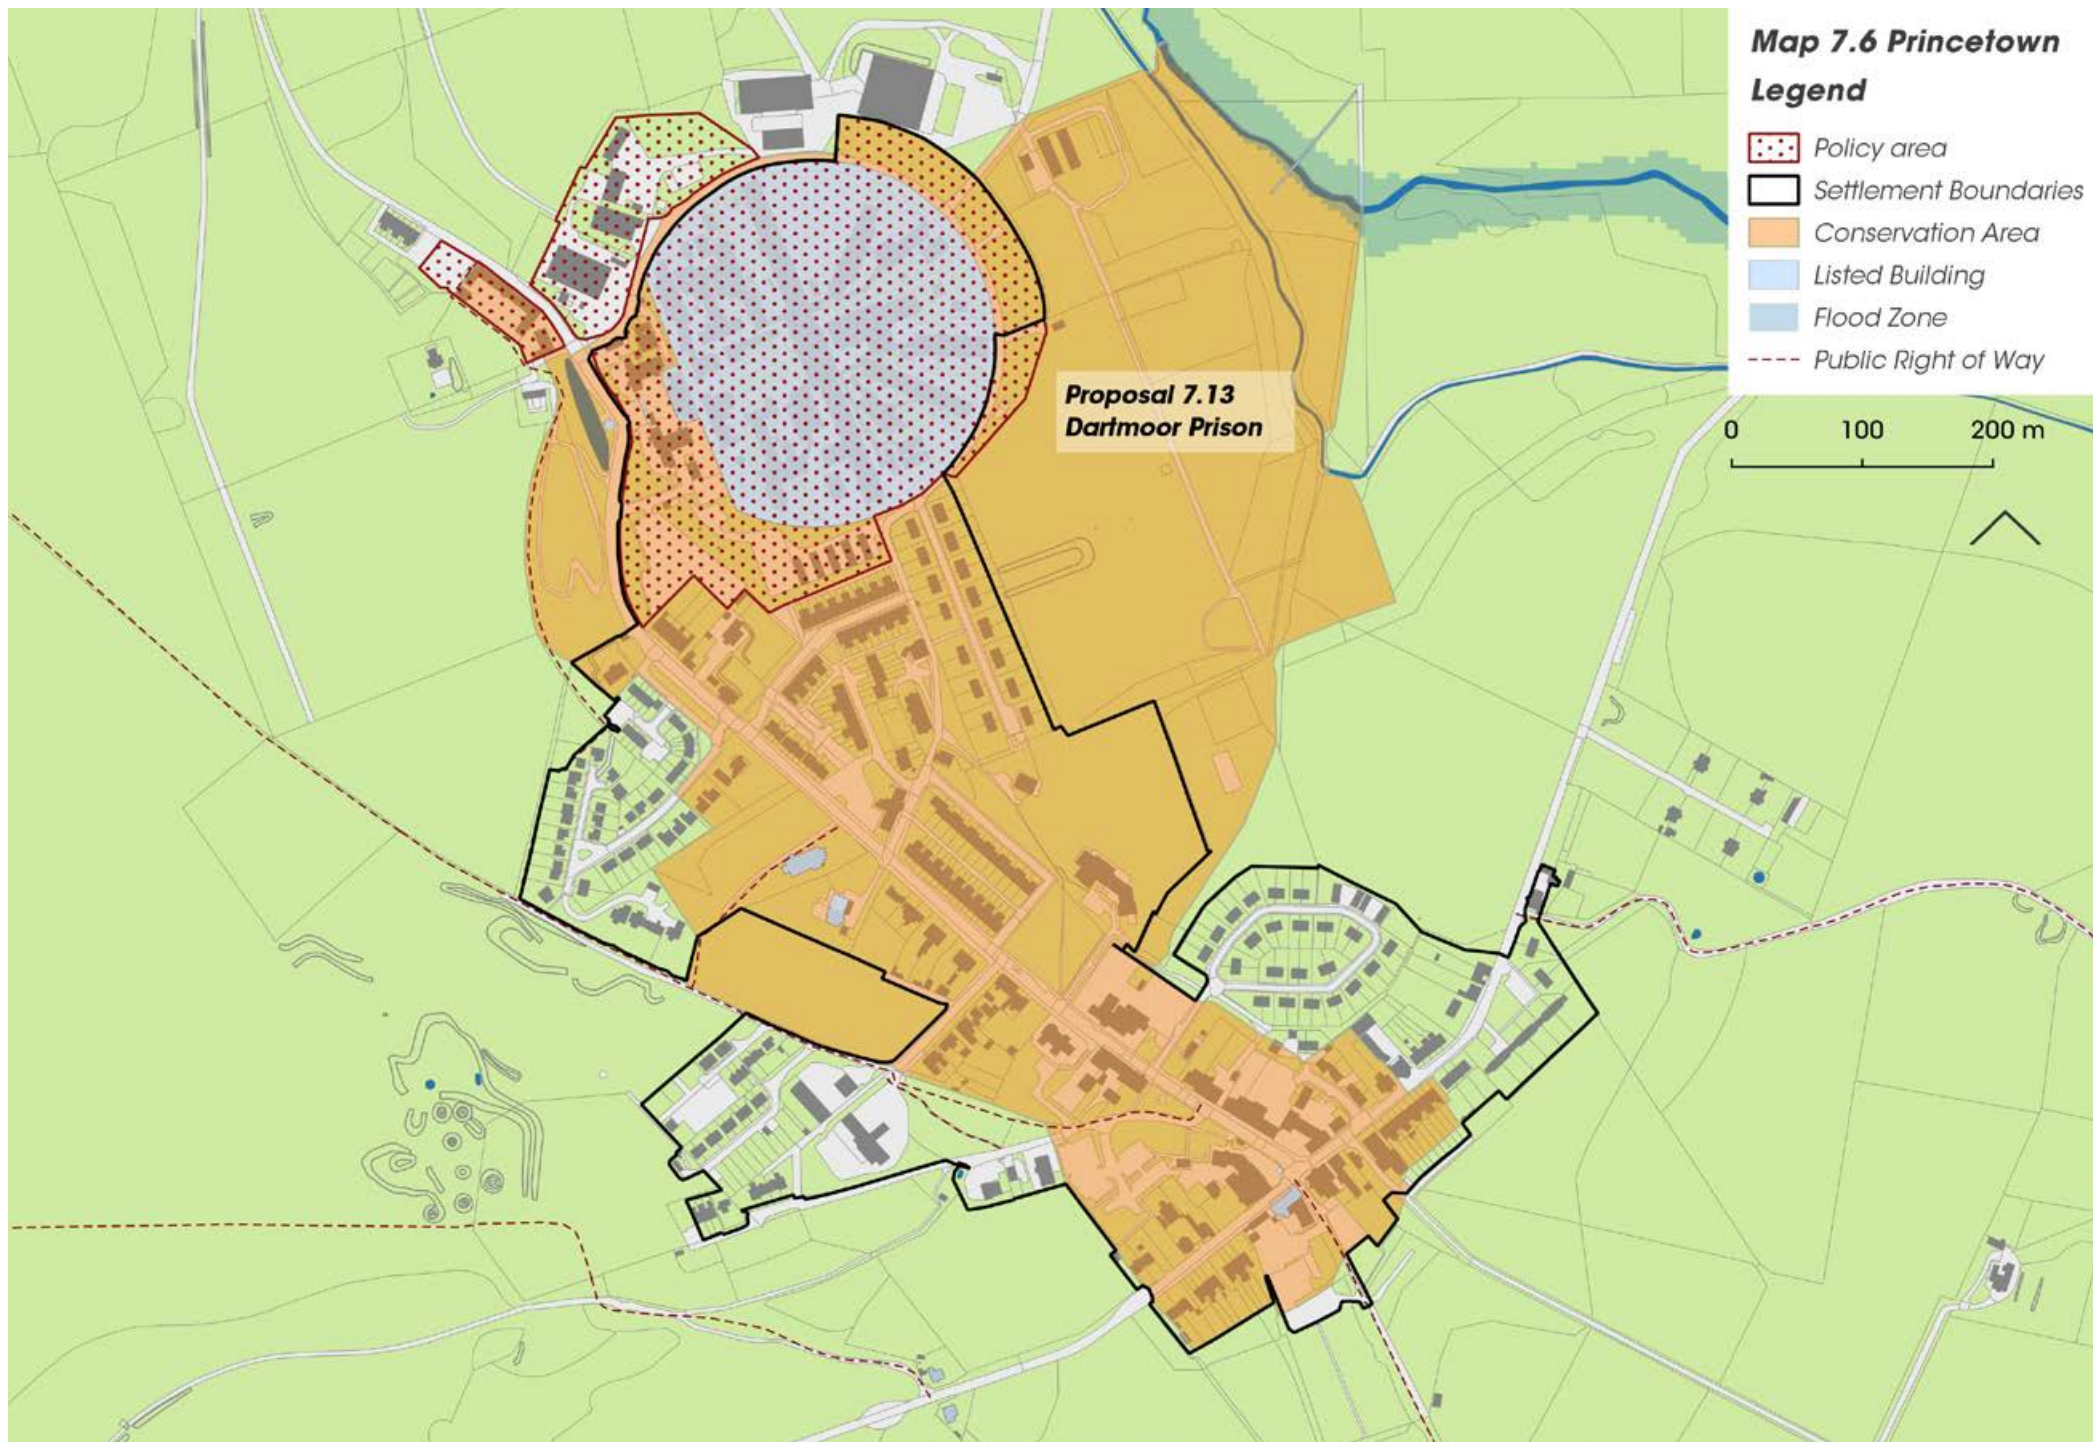 Map 7.6 Princetown
Legend
Policy area
Settlement Boundaries
Conservation Area
Listed Building
Flood Zone
Public Right of Way
Proposal 7.13
Dartmoor Prison
0 100 200 m